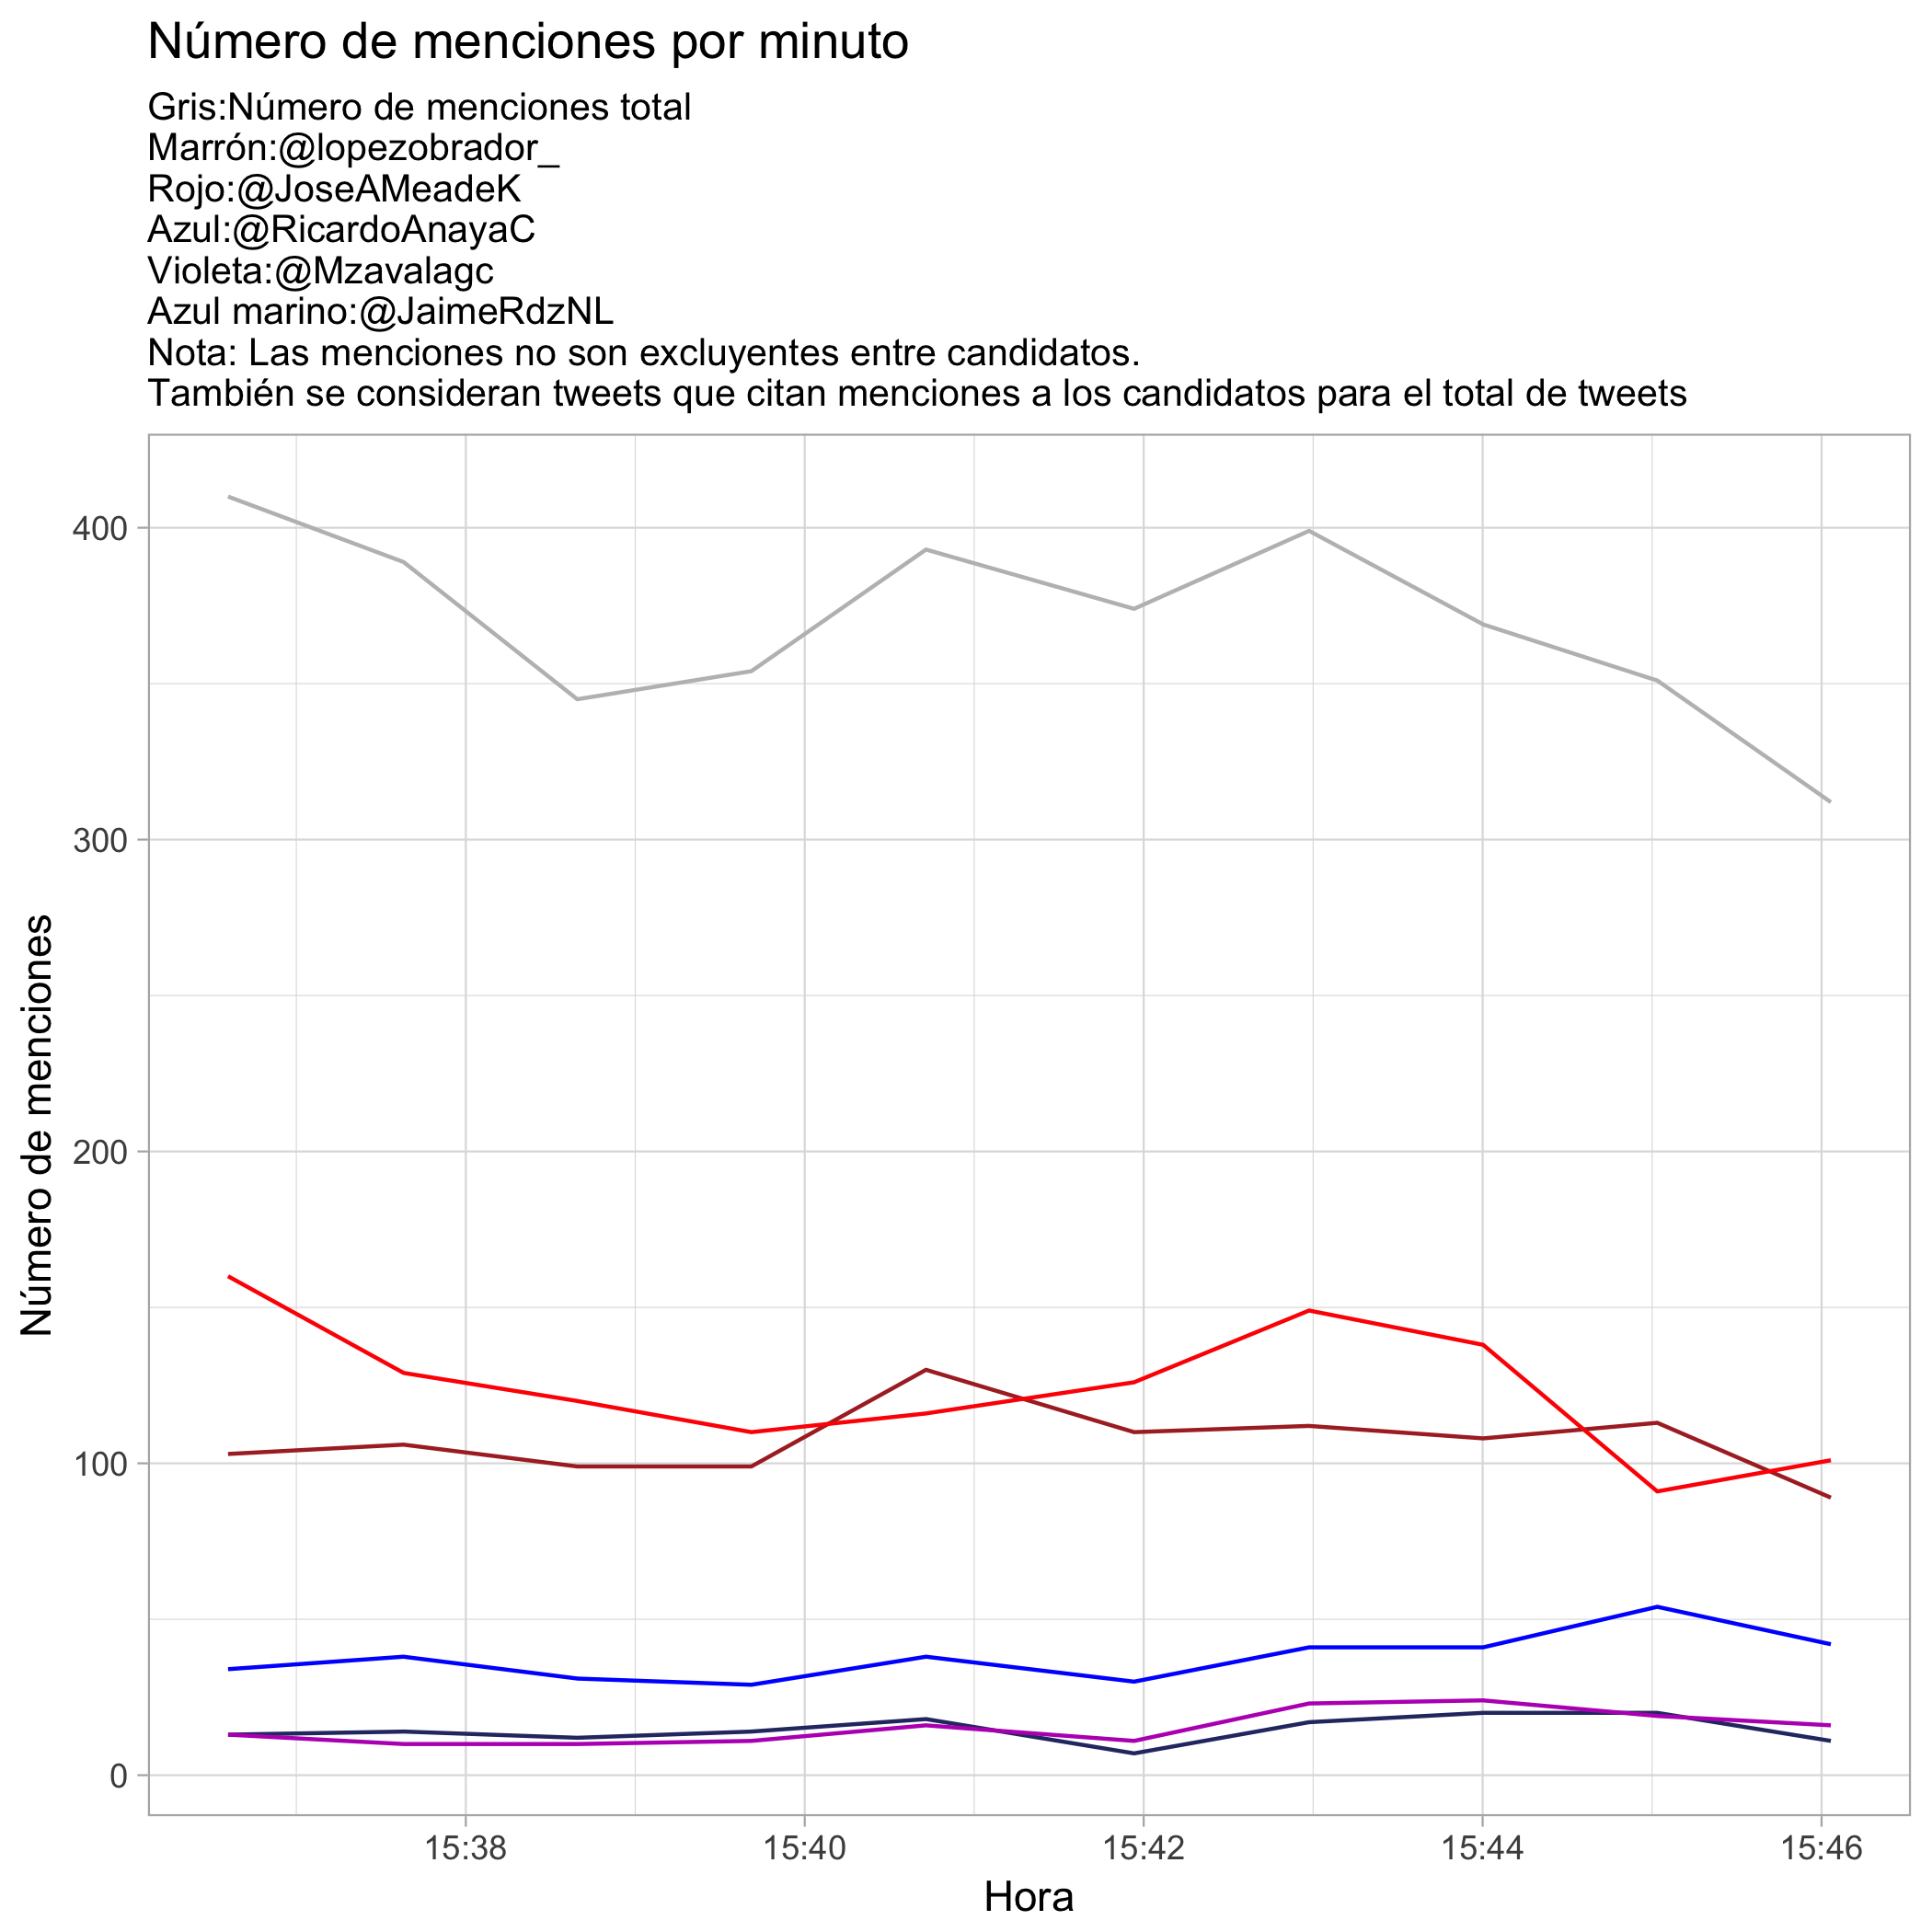 Número de menciones por minuto
Gris:Número de menciones total
Marrón:@lopezobrador_
Rojo:@JoseAMeadeK
Azul:@RicardoAnayaC
Violeta:@Mzavalagc
Azul marino:@JaimeRdzNL
Nota: Las menciones no son excluyentes entre candidatos.
También se consideran tweets que citan menciones a los candidatos para el total de tweets
400
300
200
100
0
Número de menciones
15:38
15:40
15:42
15:44
15:46
Hora